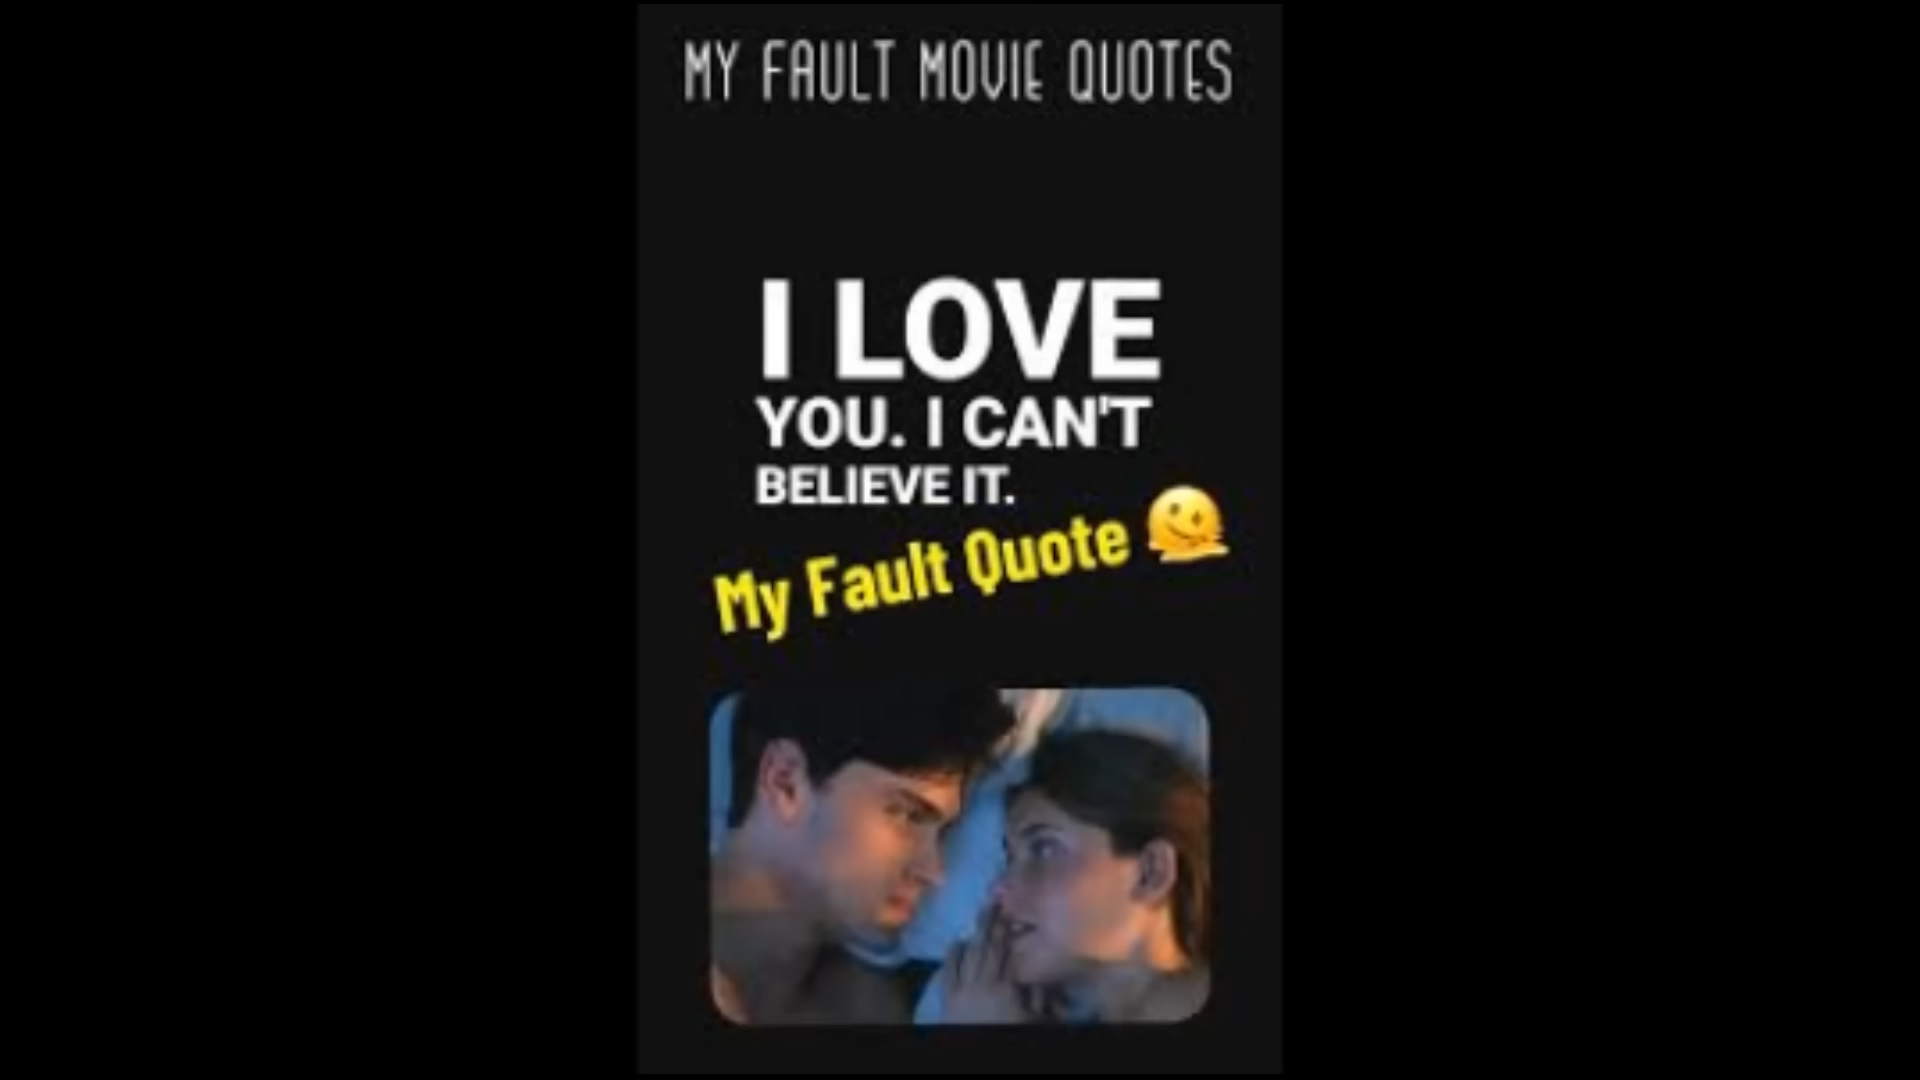 MY FAULT MOVIE QUOTES
I LOVE
YOU. I CAN'T
BELIEVE IT.
My Fault Quote 🫠